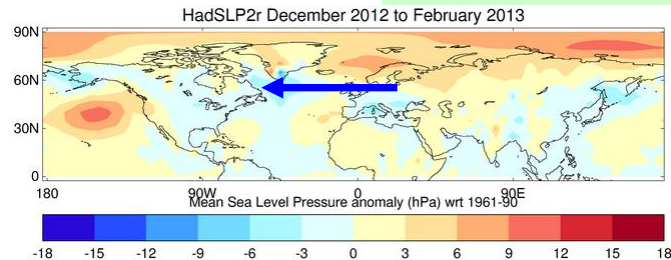 HadSLP2r December 2012 to February 2013
90N
60N
30N
0
180 90W 0 90E
Mean Sea Level Pressure anomaly (hPa) wrt 1961-90
-18 -15 -12 -9 -6 -3 0 3 6 9 12 15 18